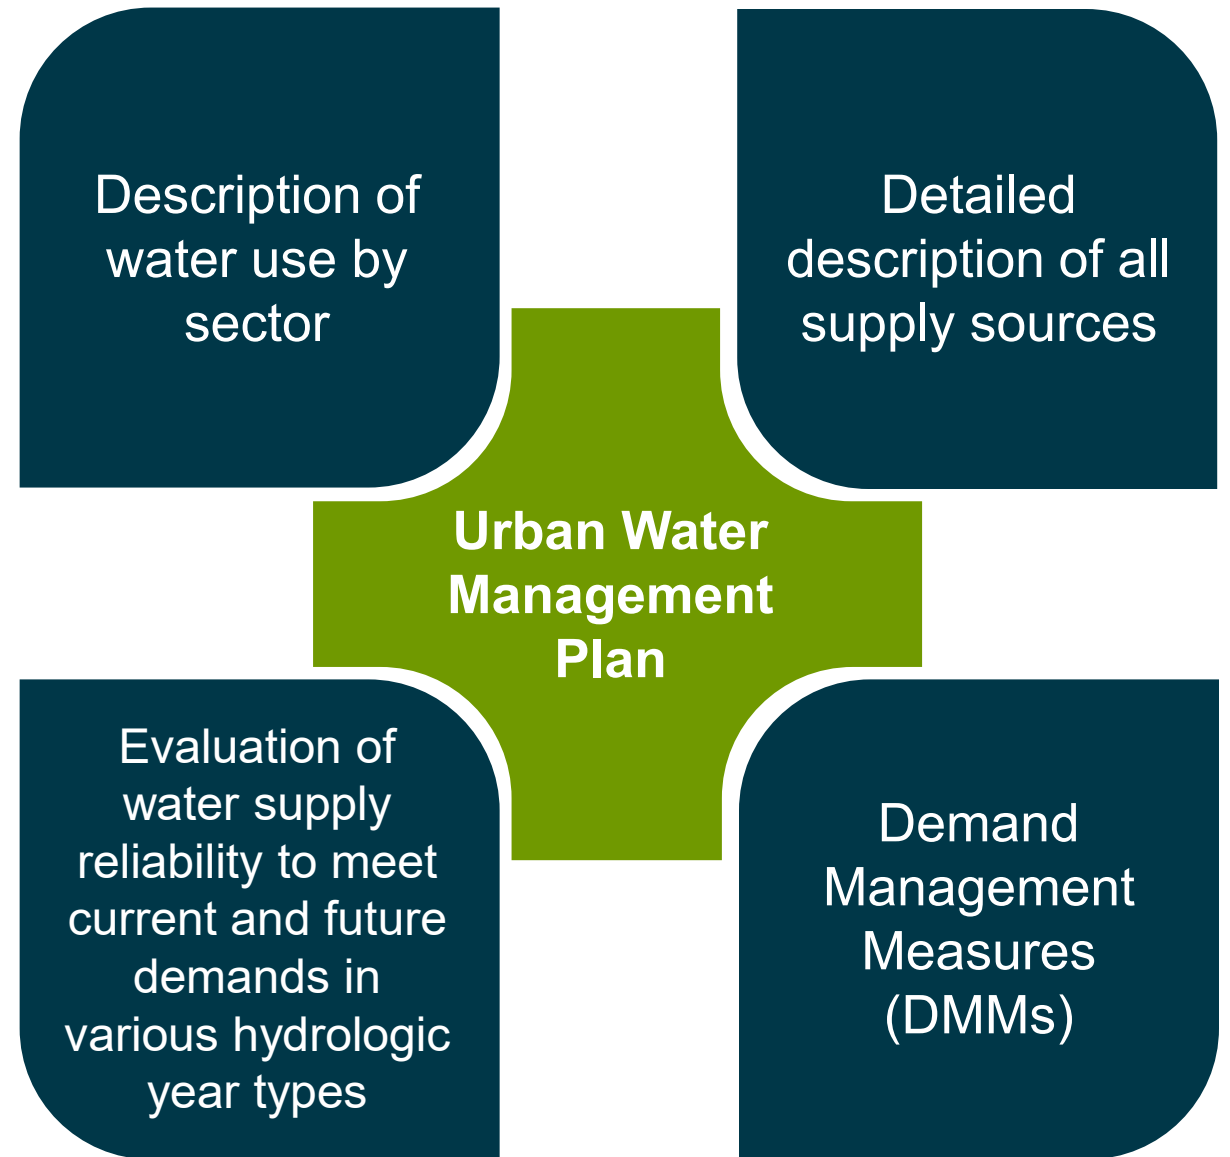 Description of
water use by
sector
Detailed
description of all
supply sources
Urban Water
Management
Plan
Evaluation of
water supply
reliability to meet
current and future
demands in
various hydrologic
year types
Demand
Management
Measures
(DMMs)